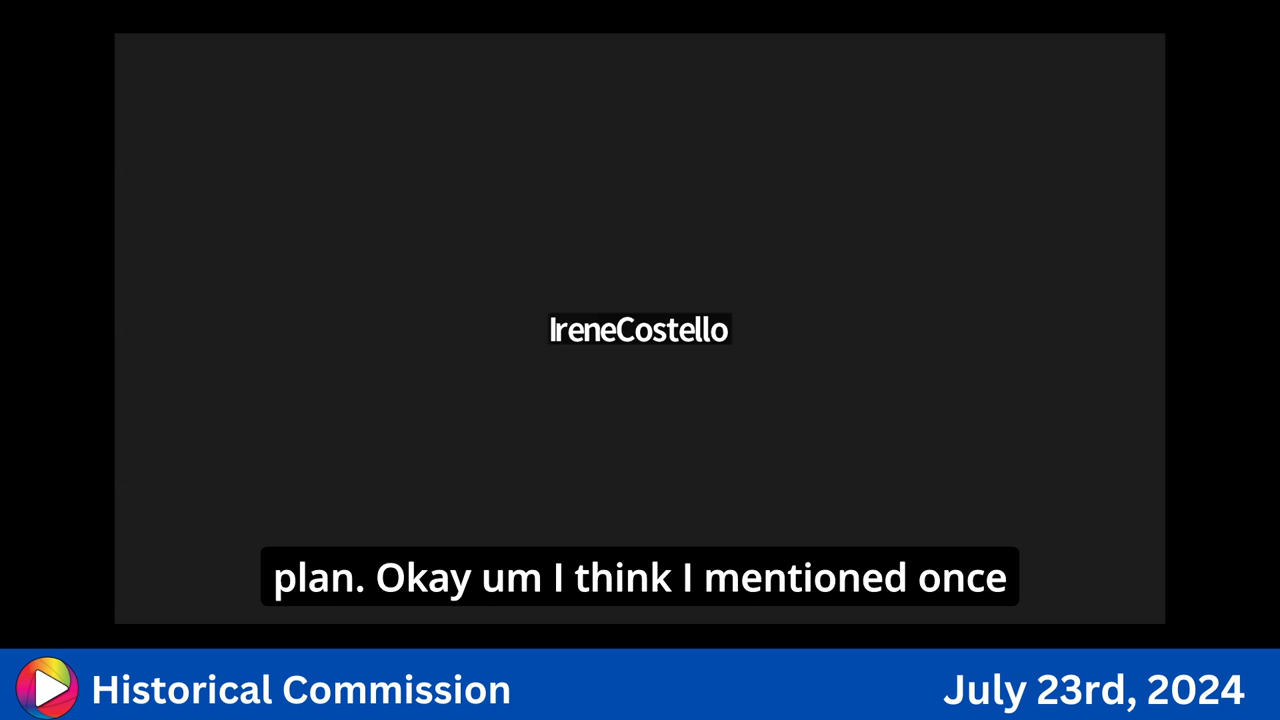 IreneCostello
plan. Okay um I think I mentioned once
Historical Commission
July 23rd, 2024